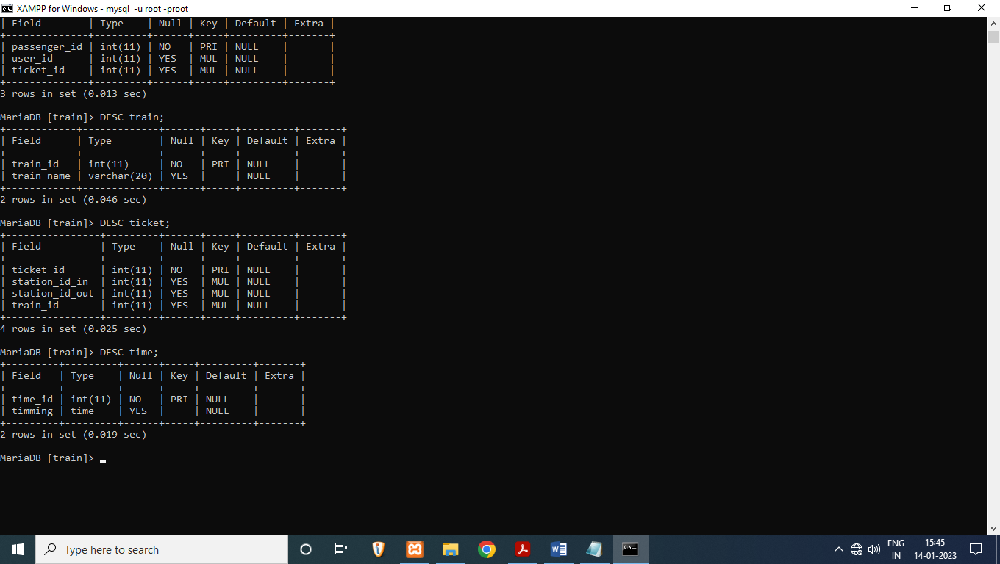 XAMPP for Windows - mysql -u root -proot
| Field        | Type    | Null | Key | Default | Extra |
+--------------+---------+------+-----+---------+-------+
| passenger_id | int(11) | NO   | PRI | NULL    |       |
| user_id      | int(11) | YES  | MUL | NULL    |       |
| ticket_id    | int(11) | YES  | MUL | NULL    |       |
+--------------+---------+------+-----+---------+-------+
3 rows in set (0.013 sec)

MariaDB [train]> DESC train;
+------------+-------------+------+-----+---------+-------+
| Field      | Type        | Null | Key | Default | Extra |
+------------+-------------+------+-----+---------+-------+
| train_id   | int(11)     | NO   | PRI | NULL    |       |
| train_name | varchar(20) | YES  |     | NULL    |       |
+------------+-------------+------+-----+---------+-------+
2 rows in set (0.046 sec)

MariaDB [train]> DESC ticket;
+----------------+---------+------+-----+---------+-------+
| Field          | Type    | Null | Key | Default | Extra |
+----------------+---------+------+-----+---------+-------+
| ticket_id      | int(11) | NO   | PRI | NULL    |       |
| station_id_in  | int(11) | YES  | MUL | NULL    |       |
| station_id_out | int(11) | YES  | MUL | NULL    |       |
| train_id       | int(11) | YES  | MUL | NULL    |       |
+----------------+---------+------+-----+---------+-------+
4 rows in set (0.025 sec)

MariaDB [train]> DESC time;
+---------+---------+------+-----+---------+-------+
| Field   | Type    | Null | Key | Default | Extra |
+---------+---------+------+-----+---------+-------+
| time_id | int(11) | NO   | PRI | NULL    |       |
| timming | time    | YES  |     | NULL    |       |
+---------+---------+------+-----+---------+-------+
2 rows in set (0.019 sec)

MariaDB [train]> _
Type here to search
ENG
IN
15:45
14-01-2023